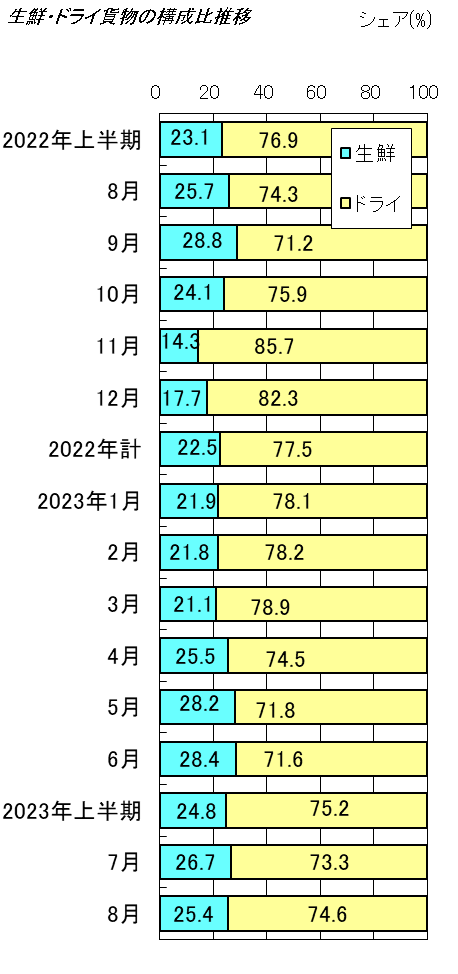 生鮮・ドライ貨物の構成比推移
シェア(%)
0 20 40 60 80 100
2022年上半期 23.1 76.9
生鮮
8月 25.7 74.3
ドライ
9月 28.8 71.2
10月 24.1 75.9
11月 14.3 85.7
12月 17.7 82.3
2022年計 22.5 77.5
2023年1月 21.9 78.1
2月 21.8 78.2
3月 21.1 78.9
4月 25.5 74.5
5月 28.2 71.8
6月 28.4 71.6
2023年上半期 24.8 75.2
7月 26.7 73.3
8月 25.4 74.6